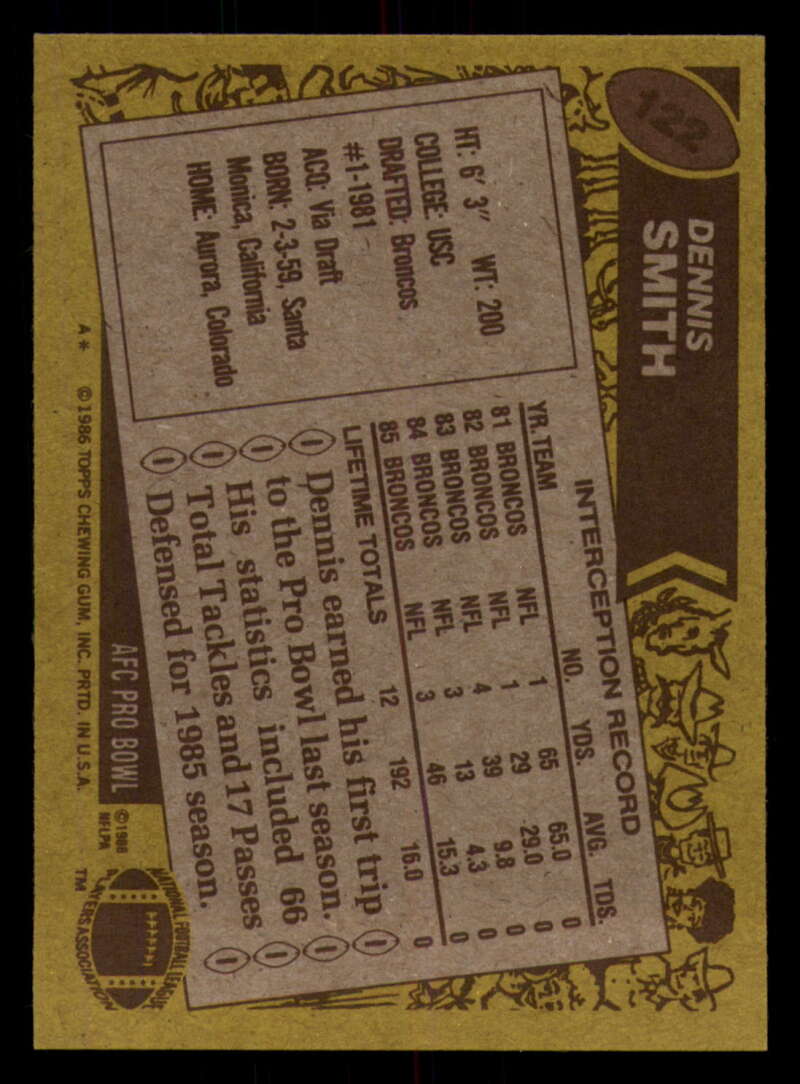 122
DENNIS
SMITH
HT: 6' 3" WT: 200
COLLEGE: USC
DRAFTED: Broncos
#1-1981
ACQ: Via Draft
BORN: 2-3-59, Santa
Monica, California
HOME: Aurora, Colorado
INTERCEPTION RECORD
YR. TEAM NO. YDS. AVG. TDS.
81 BRONCOS NFL 1 65 65.0 0
82 BRONCOS NFL 1 29 29.0 0
83 BRONCOS NFL 4 39 9.8 0
84 BRONCOS NFL 3 13 4.3 0
85 BRONCOS NFL 3 46 15.3 0
LIFETIME TOTALS 12 192 16.0 0
Dennis earned his first trip
to the Pro Bowl last season.
His statistics included 66
Total Tackles and 17 Passes
Defensed for 1985 season.
AFC PRO BOWL
©1986
NFLPA
NATIONAL FOOTBALL LEAGUE
PLAYERS ASSOCIATION
TM
A* ©1986 TOPPS CHEWING GUM, INC. PRTD. IN U.S.A.